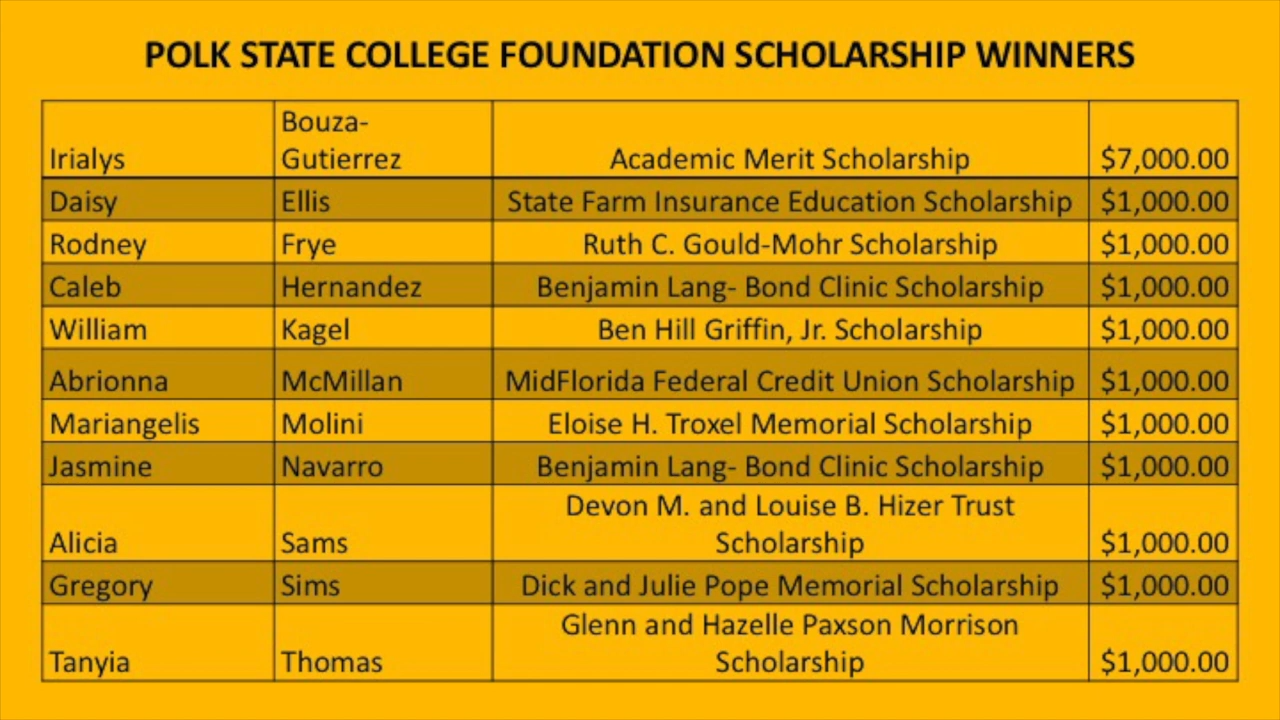 POLK STATE COLLEGE FOUNDATION SCHOLARSHIP WINNERS
Irialys Bouza-Gutierrez Academic Merit Scholarship $7,000.00
Daisy Ellis State Farm Insurance Education Scholarship $1,000.00
Rodney Frye Ruth C. Gould-Mohr Scholarship $1,000.00
Caleb Hernandez Benjamin Lang- Bond Clinic Scholarship $1,000.00
William Kagel Ben Hill Griffin, Jr. Scholarship $1,000.00
Abrionna McMillan MidFlorida Federal Credit Union Scholarship $1,000.00
Mariangelis Molini Eloise H. Troxel Memorial Scholarship $1,000.00
Jasmine Navarro Benjamin Lang- Bond Clinic Scholarship $1,000.00
Alicia Sams Devon M. and Louise B. Hizer Trust Scholarship $1,000.00
Gregory Sims Dick and Julie Pope Memorial Scholarship $1,000.00
Tanyia Thomas Glenn and Hazelle Paxson Morrison Scholarship $1,000.00